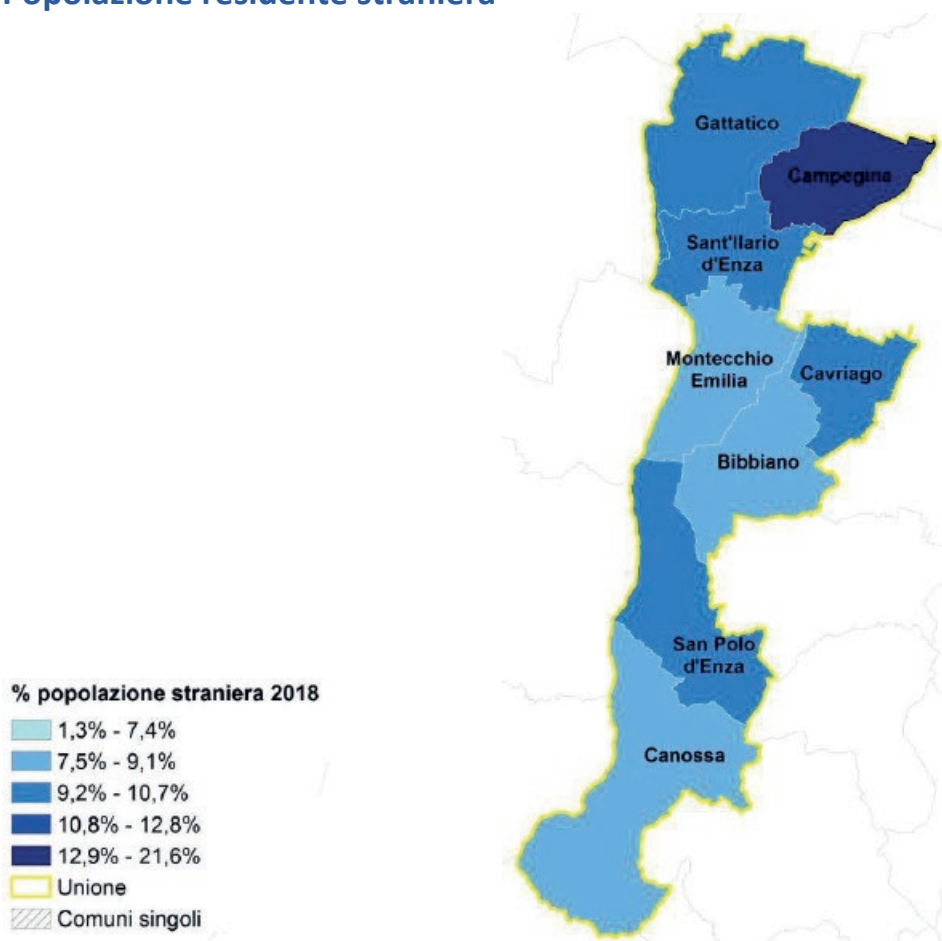 Popolazione residente straniera
Gattatico
Campegina
Sant'Ilario
d'Enza
Montecchio
Emilia
Cavriago
Bibbiano
San Polo
d'Enza
Canossa
% popolazione straniera 2018
1,3% - 7,4%
7,5% - 9,1%
9,2% - 10,7%
10,8% - 12,8%
12,9% - 21,6%
Unione
Comuni singoli